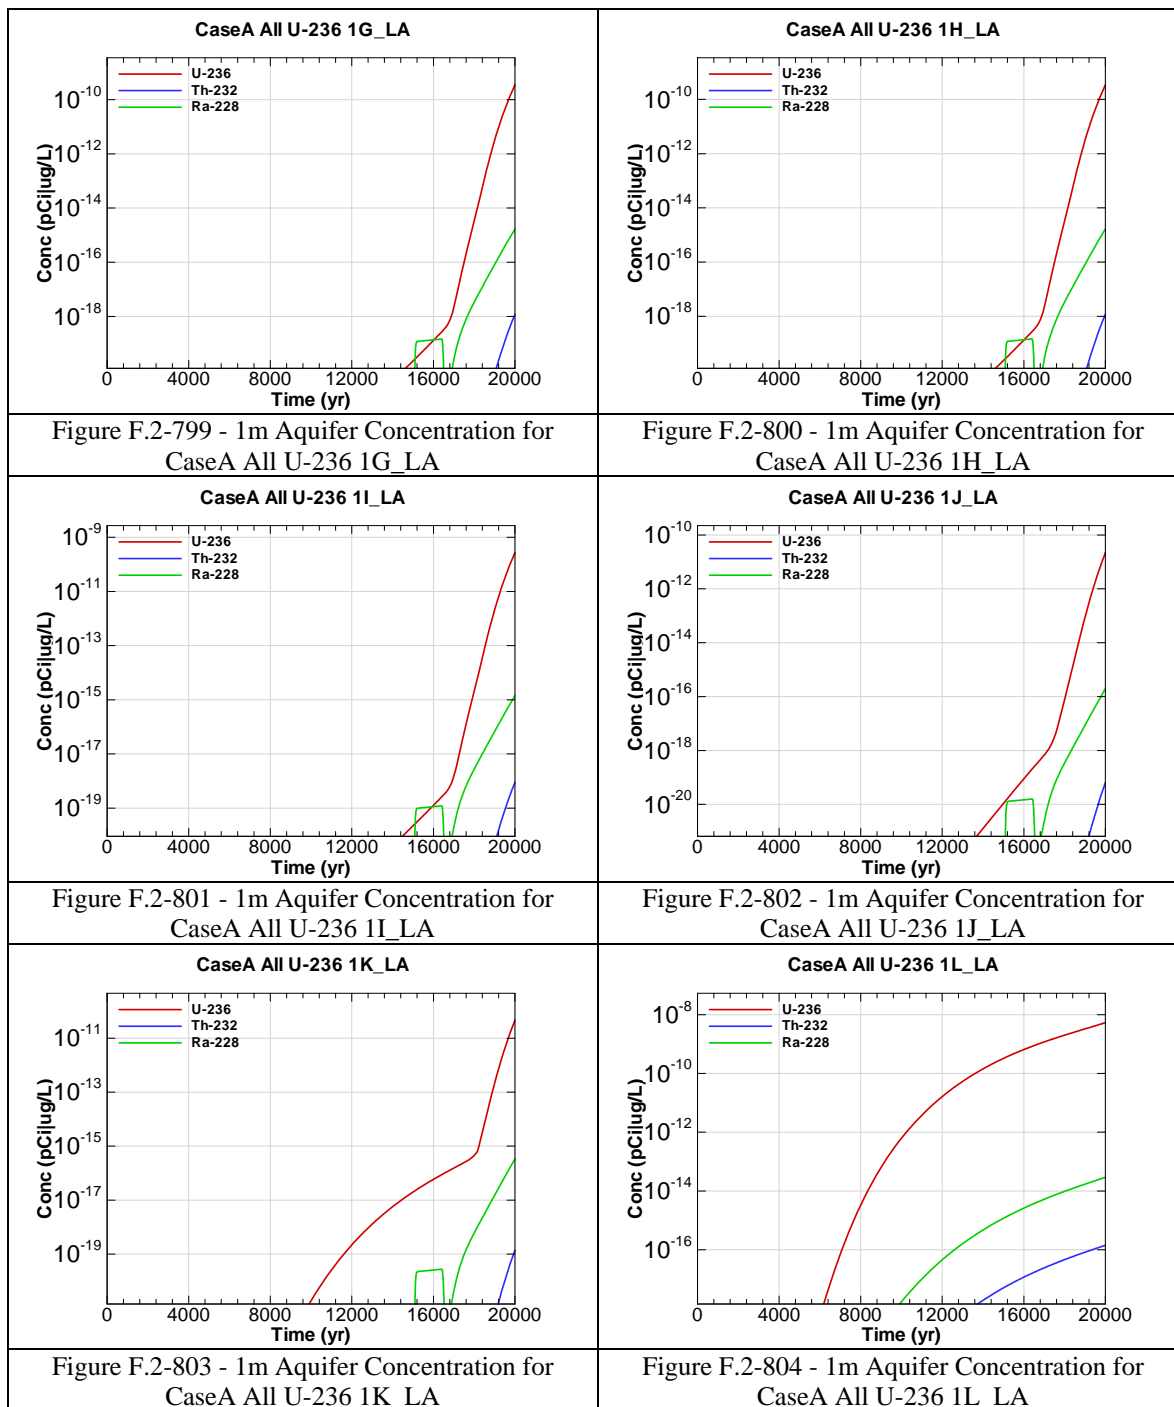 CaseA All U-236 1G_LA
U-236
Th-232
Ra-228
Conc (pCi|ug/L)
10-10
10-12
10-14
10-16
10-18
0 4000 8000 12000 16000 20000
Time (yr)
Figure F.2-799 - 1m Aquifer Concentration for
CaseA All U-236 1G_LA
CaseA All U-236 1H_LA
U-236
Th-232
Ra-228
Conc (pCi|ug/L)
10-10
10-12
10-14
10-16
10-18
0 4000 8000 12000 16000 20000
Time (yr)
Figure F.2-800 - 1m Aquifer Concentration for
CaseA All U-236 1H_LA
CaseA All U-236 1I_LA
U-236
Th-232
Ra-228
Conc (pCi|ug/L)
10-9
10-11
10-13
10-15
10-17
10-19
0 4000 8000 12000 16000 20000
Time (yr)
Figure F.2-801 - 1m Aquifer Concentration for
CaseA All U-236 1I_LA
CaseA All U-236 1J_LA
U-236
Th-232
Ra-228
Conc (pCi|ug/L)
10-10
10-12
10-14
10-16
10-18
10-20
0 4000 8000 12000 16000 20000
Time (yr)
Figure F.2-802 - 1m Aquifer Concentration for
CaseA All U-236 1J_LA
CaseA All U-236 1K_LA
U-236
Th-232
Ra-228
Conc (pCi|ug/L)
10-11
10-13
10-15
10-17
10-19
0 4000 8000 12000 16000 20000
Time (yr)
Figure F.2-803 - 1m Aquifer Concentration for
CaseA All U-236 1K_LA
CaseA All U-236 1L_LA
U-236
Th-232
Ra-228
Conc (pCi|ug/L)
10-8
10-10
10-12
10-14
10-16
0 4000 8000 12000 16000 20000
Time (yr)
Figure F.2-804 - 1m Aquifer Concentration for
CaseA All U-236 1L_LA